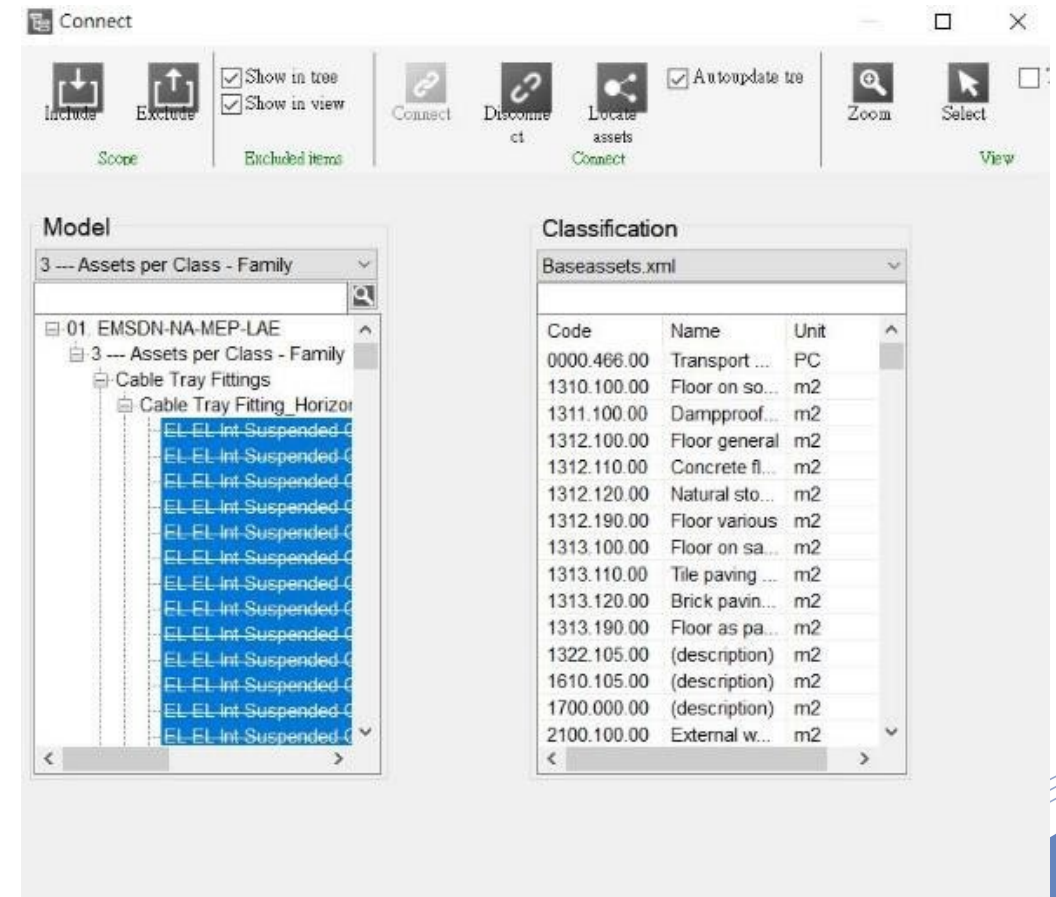 Connect
Include
Exclude
Show in tree
Show in view
Connect
Disconne
ct
Locate
assets
Autoupdate tre
Zoom
Select
Scope
Excluded items
Connect
View
Model
3 --- Assets per Class - Family
01. EMSDN-NA-MEP-LAE
3 --- Assets per Class - Family
Cable Tray Fittings
Cable Tray Fitting_Horizor
EL EL Int Suspended C
EL EL Int Suspended C
EL EL Int Suspended C
EL EL Int Suspended C
EL EL Int Suspended C
EL EL Int Suspended C
EL EL Int Suspended C
EL EL Int Suspended C
EL EL Int Suspended C
EL EL Int Suspended C
EL EL Int Suspended C
EL EL Int Suspended C
EL EL Int Suspended C
Classification
Baseassets.xml
Code Name Unit
0000.466.00 Transport ... PC
1310.100.00 Floor on so... m2
1311.100.00 Dampproof... m2
1312.100.00 Floor general m2
1312.110.00 Concrete fl... m2
1312.120.00 Natural sto... m2
1312.190.00 Floor various m2
1313.100.00 Floor on sa... m2
1313.110.00 Tile paving ... m2
1313.120.00 Brick pavin... m2
1313.190.00 Floor as pa... m2
1322.105.00 (description) m2
1610.105.00 (description) m2
1700.000.00 (description) m2
2100.100.00 External w... m2